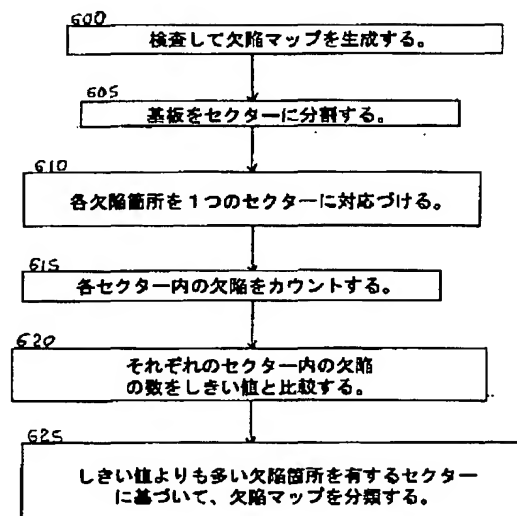 600
検査して欠陥マップを生成する。
605
基板をセクターに分割する。
610
各欠陥箇所を1つのセクターに対応づける。
615
各セクター内の欠陥をカウントする。
620
それぞれのセクター内の欠陥
の数をしきい値と比較する。
625
しきい値よりも多い欠陥箇所を有するセクター
に基づいて、欠陥マップを分類する。